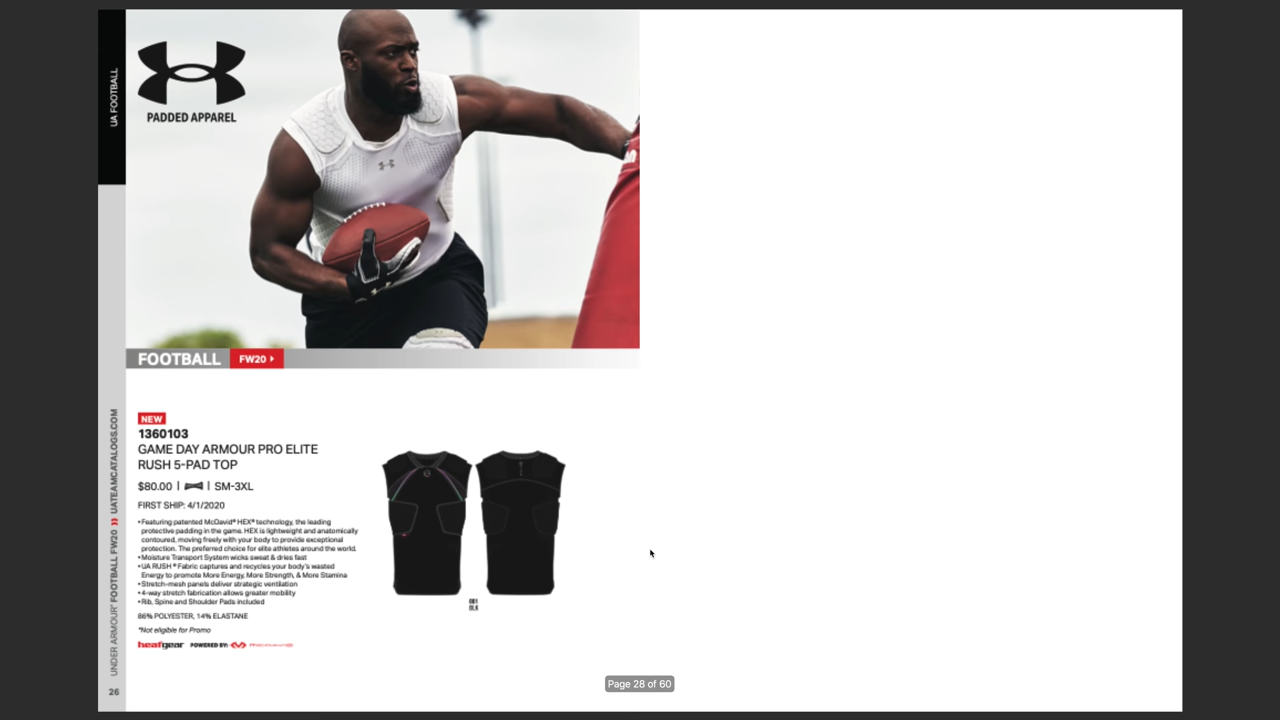 UA FOOTBALL
PADDED APPAREL
FOOTBALL FW20
NEW
1360103
GAME DAY ARMOUR PRO ELITE
RUSH 5-PAD TOP
$80.00 | | SM-3XL
FIRST SHIP: 4/1/2020
• Featuring patented McDavid® HEX® technology, the leading
protective padding in the game. HEX is lightweight and anatomically
contoured, moving freely with your body to provide exceptional
protection. The preferred choice for elite athletes around the world.
• Moisture Transport System wicks sweat & dries fast
• UA RUSH® Fabric captures and recycles your body's wasted
Energy to promote More Energy, More Strength, & More Stamina
• Stretch-mesh panels deliver strategic ventilation
• 4-way stretch fabrication allows greater mobility
• Rib, Spine and Shoulder Pads included
86% POLYESTER, 14% ELASTANE
*Not eligible for Promo
heatgear POWERED BY:
001
BLK
UNDER ARMOUR® FOOTBALL FW20 UATEAMCATALOGS.COM
26
Page 28 of 60